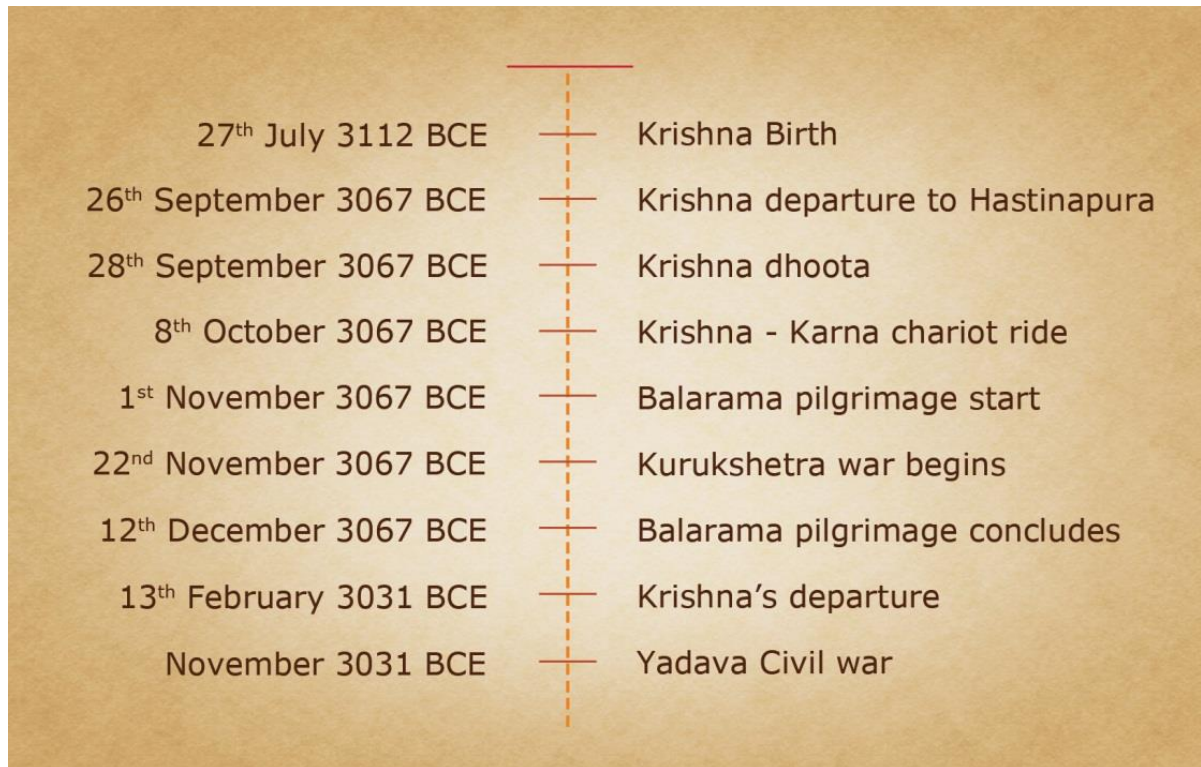 27th July 3112 BCE Krishna Birth
26th September 3067 BCE Krishna departure to Hastinapura
28th September 3067 BCE Krishna dhoota
8th October 3067 BCE Krishna - Karna chariot ride
1st November 3067 BCE Balarama pilgrimage start
22nd November 3067 BCE Kurukshetra war begins
12th December 3067 BCE Balarama pilgrimage concludes
13th February 3031 BCE Krishna’s departure
November 3031 BCE Yadava Civil war